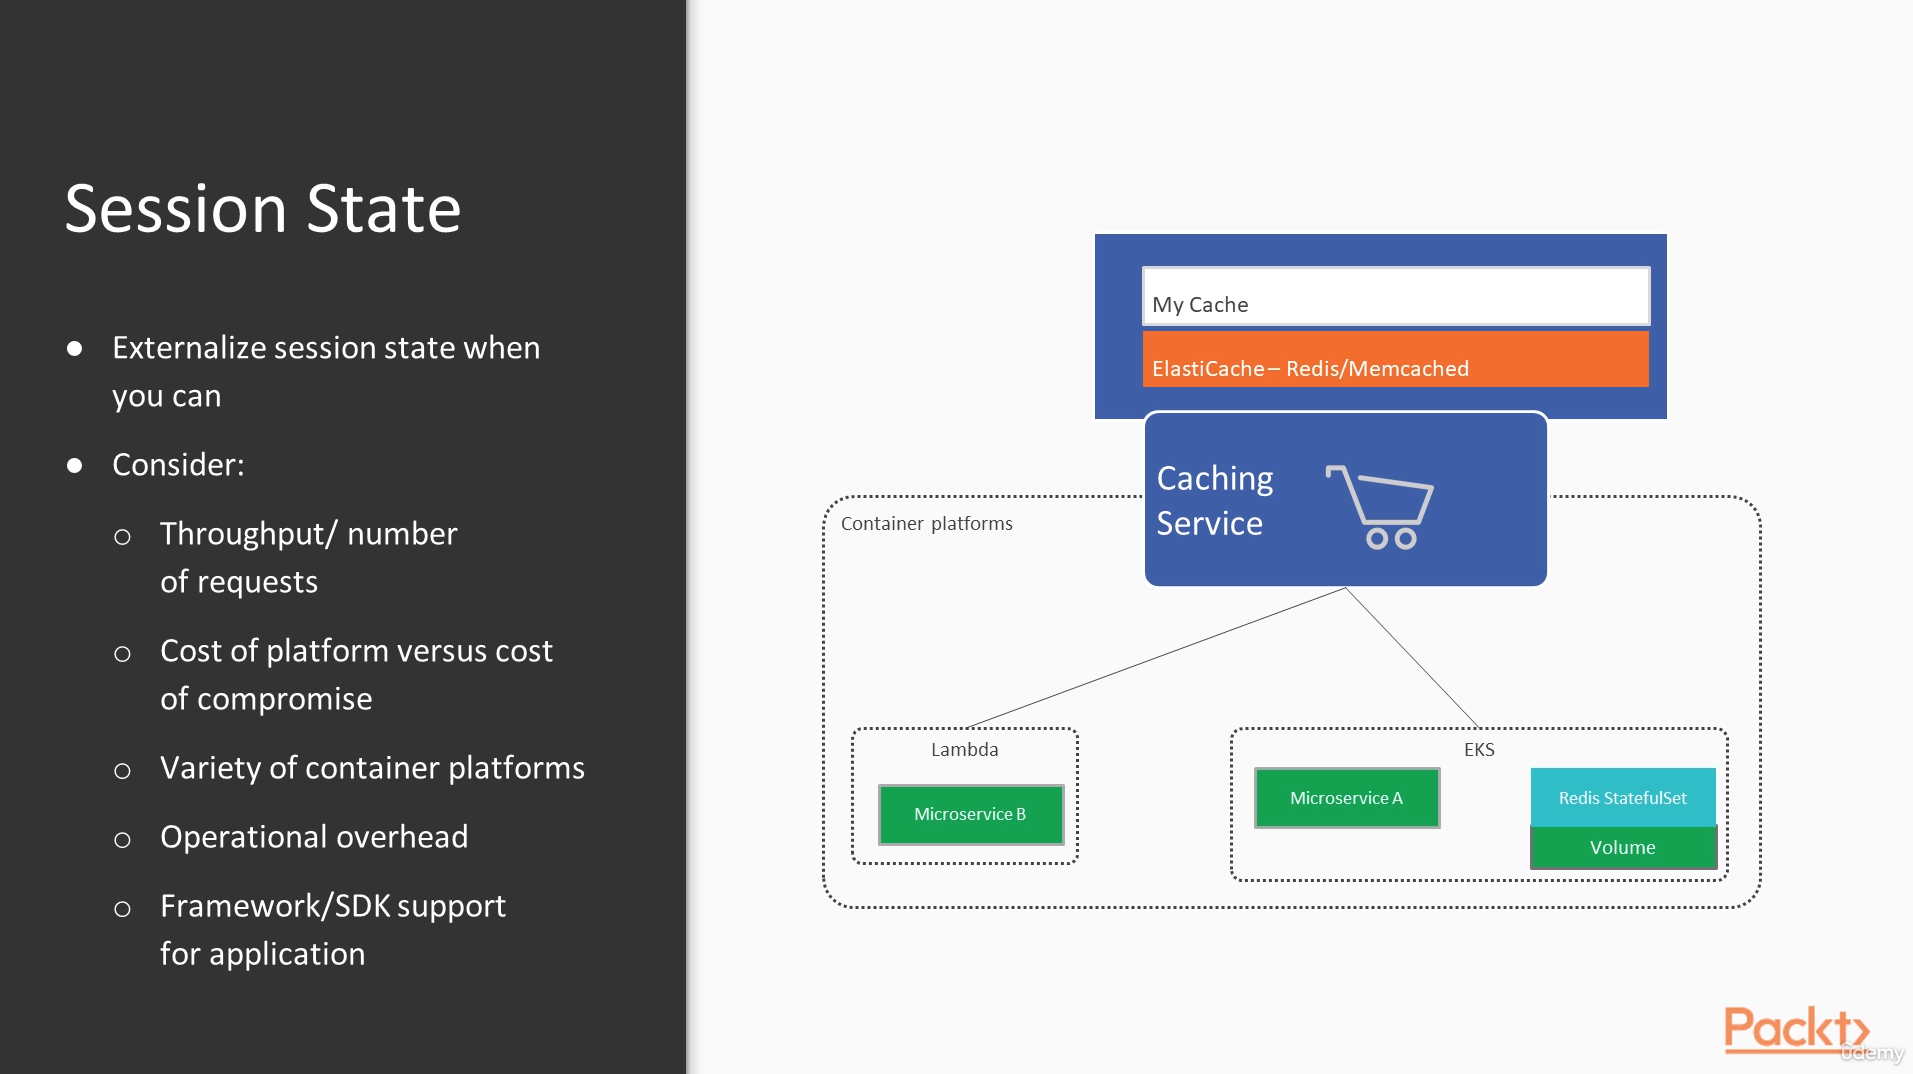 Session State
● Externalize session state when
you can
● Consider:
○ Throughput/ number
of requests
○ Cost of platform versus cost
of compromise
○ Variety of container platforms
○ Operational overhead
○ Framework/SDK support
for application
My Cache
ElastiCache – Redis/Memcached
Caching
Service
Container platforms
Lambda
Microservice B
EKS
Microservice A
Redis StatefulSet
Volume
Packt
ûdemy